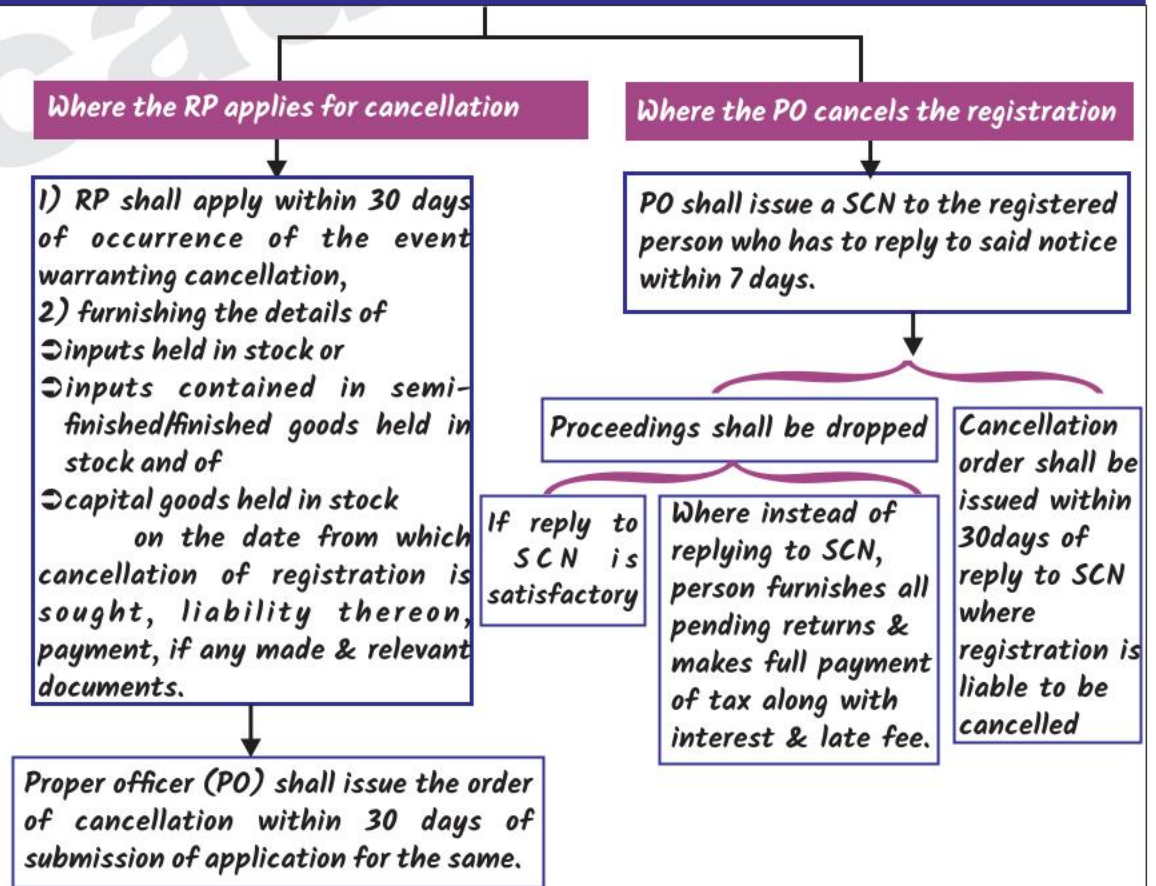 Where the RP applies for cancellation
1) RP shall apply within 30 days
of occurrence of the event
warranting cancellation,
2) furnishing the details of
➲inputs held in stock or
➲inputs contained in semi-
finished/finished goods held in
stock and of
➲capital goods held in stock
on the date from which
cancellation of registration is
sought, liability thereon,
payment, if any made & relevant
documents.
Proper officer (PO) shall issue the order
of cancellation within 30 days of
submission of application for the same.
Where the PO cancels the registration
PO shall issue a SCN to the registered
person who has to reply to said notice
within 7 days.
Proceedings shall be dropped
If reply to
SCN is
satisfactory
Where instead of
replying to SCN,
person furnishes all
pending returns &
makes full payment
of tax along with
interest & late fee.
Cancellation
order shall be
issued within
30days of
reply to SCN
where
registration is
liable to be
cancelled